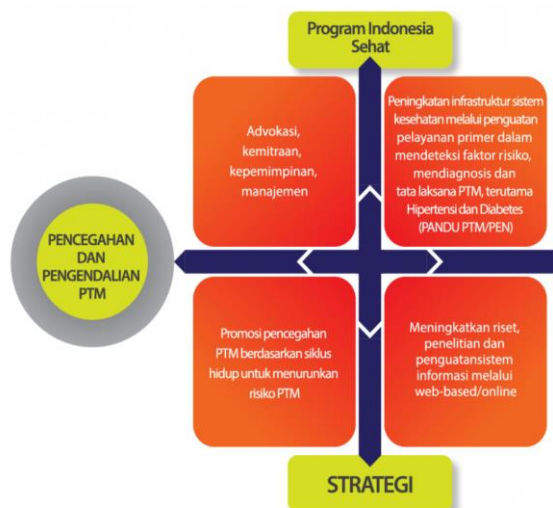 Program Indonesia
Sehat
Advokasi,
kemitraan,
kepemimpinan,
manajemen
Peningkatan infrastruktur sistem
kesehatan melalui penguatan
pelayanan primer dalam
mendeteksi faktor risiko,
mendiagnosis dan
tata laksana PTM, terutama
Hipertensi dan Diabetes
(PANDU PTM/PEN)
PENCEGAHAN
DAN
PENGENDALIAN
PTM
Promosi pencegahan
PTM berdasarkan siklus
hidup untuk menurunkan
risiko PTM
Meningkatkan riset,
penelitian dan
penguatansistem
informasi melalui
web-based/online
STRATEGI